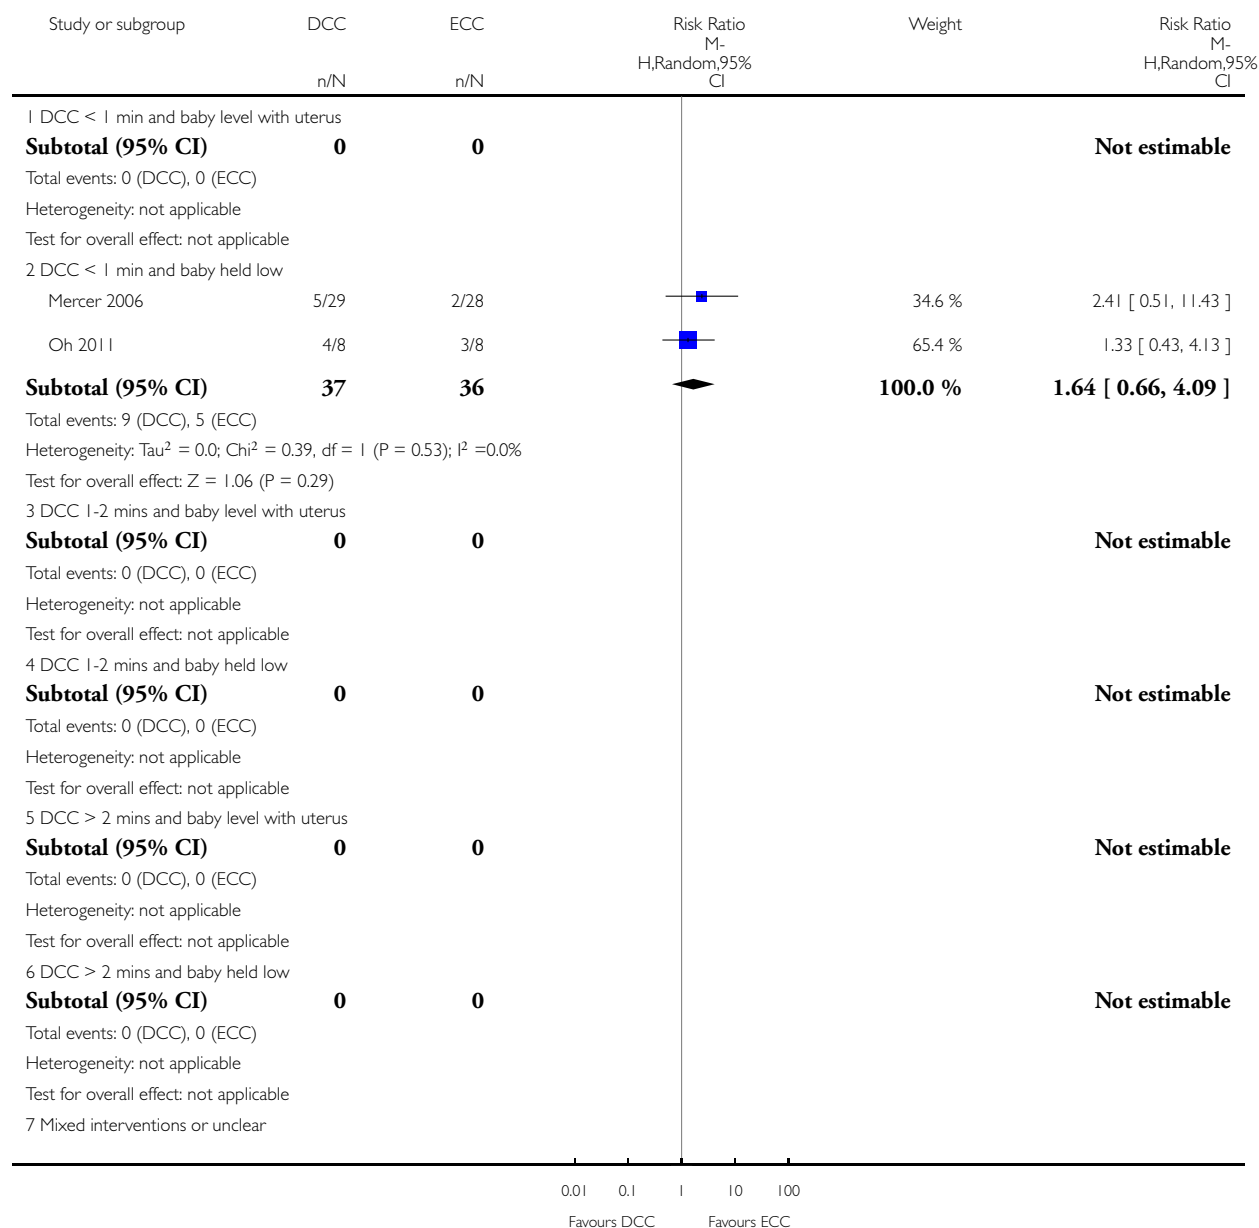 Study or subgroup DCC ECC Risk Ratio Weight Risk Ratio
M- M-
H,Random,95% H,Random,95%
n/N n/N CI CI
1 DCC < 1 min and baby level with uterus
Subtotal (95% CI) 0 0 Not estimable
Total events: 0 (DCC), 0 (ECC)
Heterogeneity: not applicable
Test for overall effect: not applicable
2 DCC < 1 min and baby held low
Mercer 2006 5/29 2/28 34.6 % 2.41 [ 0.51, 11.43 ]
Oh 2011 4/8 3/8 65.4 % 1.33 [ 0.43, 4.13 ]
Subtotal (95% CI) 37 36 100.0 % 1.64 [ 0.66, 4.09 ]
Total events: 9 (DCC), 5 (ECC)
Heterogeneity: Tau² = 0.0; Chi² = 0.39, df = 1 (P = 0.53); I² =0.0%
Test for overall effect: Z = 1.06 (P = 0.29)
3 DCC 1-2 mins and baby level with uterus
Subtotal (95% CI) 0 0 Not estimable
Total events: 0 (DCC), 0 (ECC)
Heterogeneity: not applicable
Test for overall effect: not applicable
4 DCC 1-2 mins and baby held low
Subtotal (95% CI) 0 0 Not estimable
Total events: 0 (DCC), 0 (ECC)
Heterogeneity: not applicable
Test for overall effect: not applicable
5 DCC > 2 mins and baby level with uterus
Subtotal (95% CI) 0 0 Not estimable
Total events: 0 (DCC), 0 (ECC)
Heterogeneity: not applicable
Test for overall effect: not applicable
6 DCC > 2 mins and baby held low
Subtotal (95% CI) 0 0 Not estimable
Total events: 0 (DCC), 0 (ECC)
Heterogeneity: not applicable
Test for overall effect: not applicable
7 Mixed interventions or unclear
0.01 0.1 1 10 100
Favours DCC Favours ECC